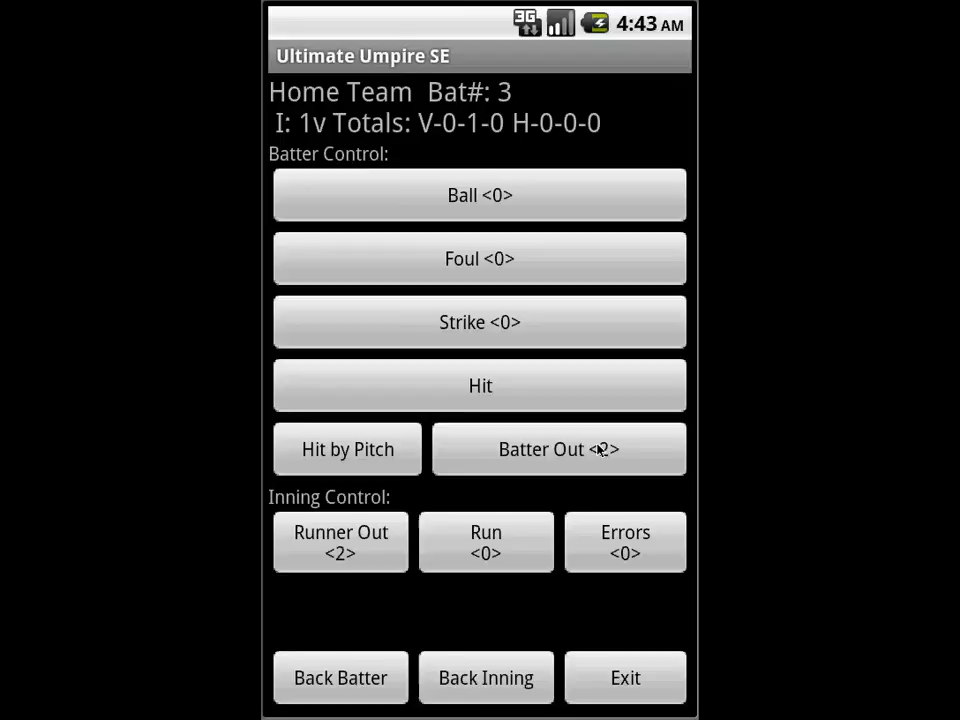 3G
4:43 AM
Ultimate Umpire SE
Home Team Bat#: 3
I: 1v Totals: V-0-1-0 H-0-0-0
Batter Control:
Ball <0>
Foul <0>
Strike <0>
Hit
Hit by Pitch
Batter Out <2>
Inning Control:
Runner Out
<2>
Run
<0>
Errors
<0>
Back Batter
Back Inning
Exit